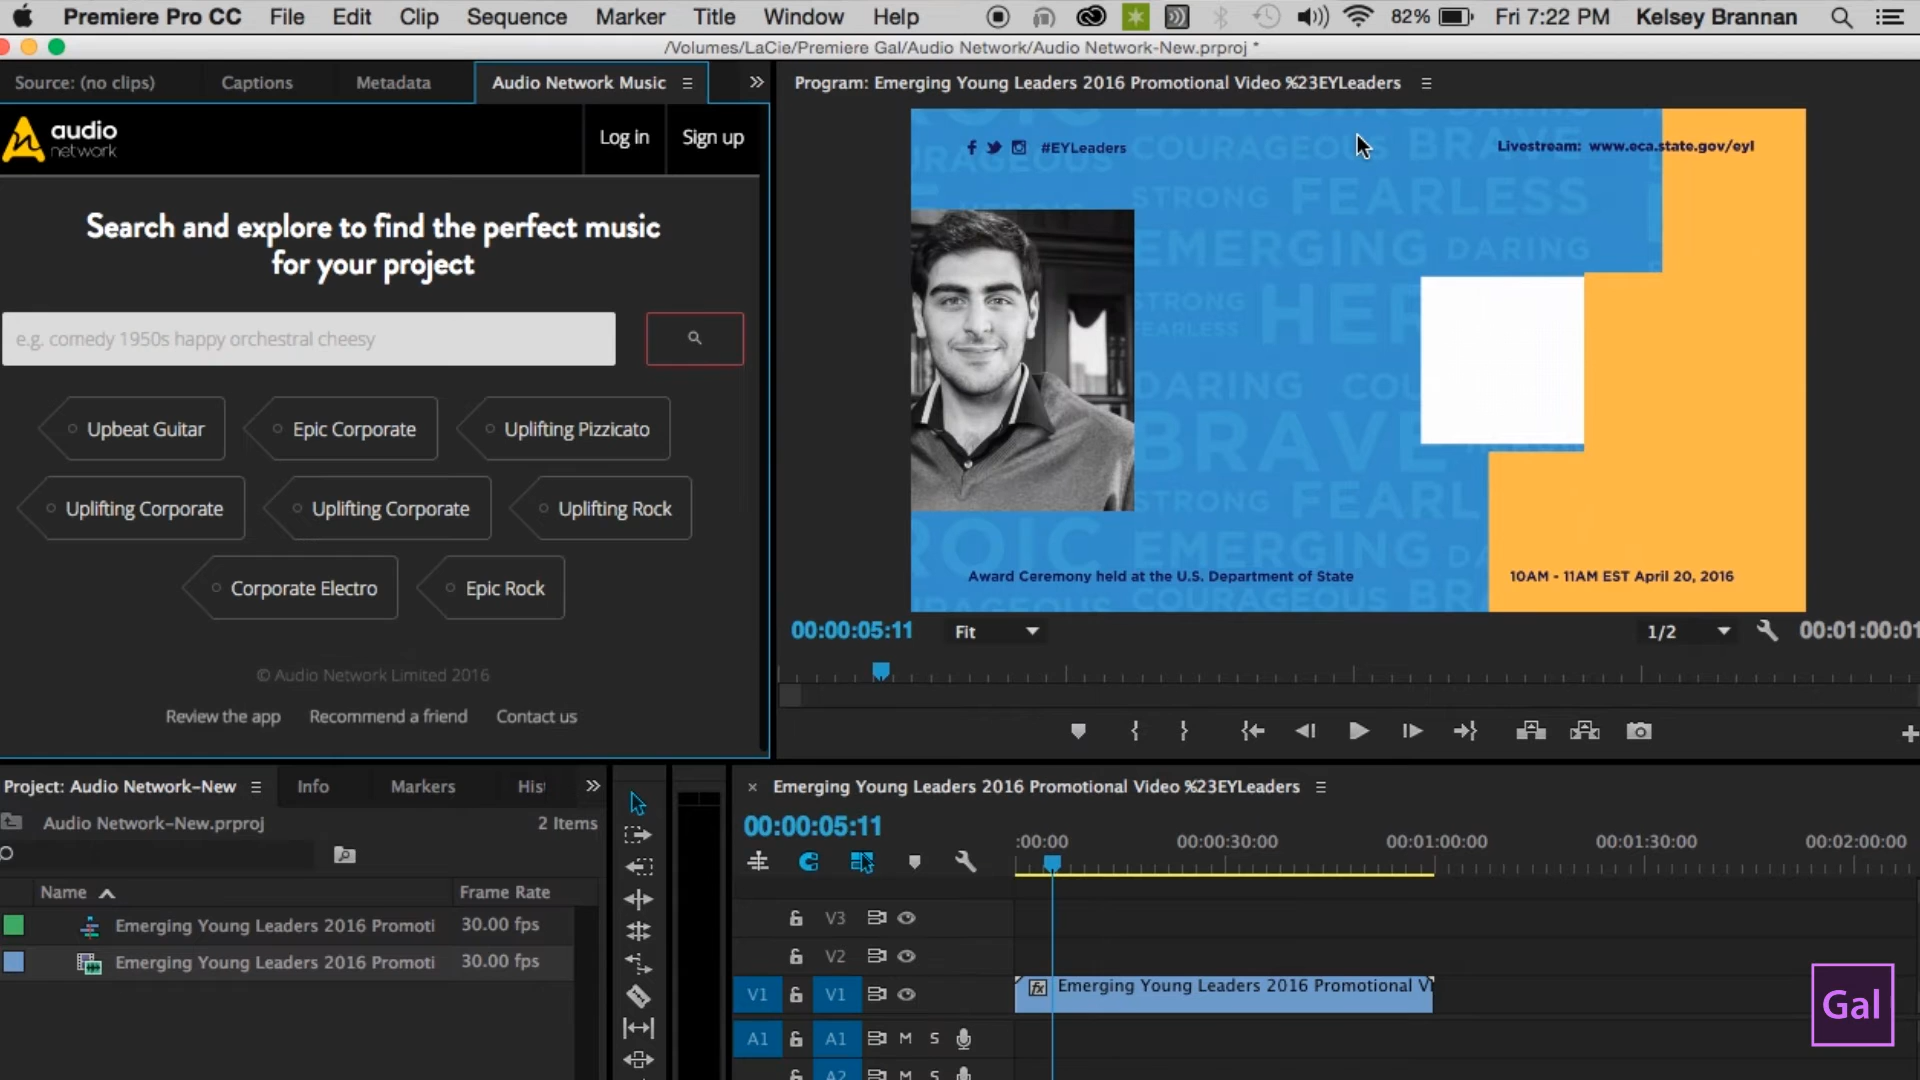 Premiere Pro CC File Edit Clip Sequence Marker Title Window Help 82% Fri 7:22 PM Kelsey Brannan
/Volumes/LaCie/Premiere Gal/Audio Network/Audio Network-New.prproj *
Source: (no clips) Captions Metadata Audio Network Music
audio
network
Log in Sign up
Search and explore to find the perfect music
for your project
e.g. comedy 1950s happy orchestral cheesy
Upbeat Guitar Epic Corporate Uplifting Pizzicato
Uplifting Corporate Uplifting Corporate Uplifting Rock
Corporate Electro Epic Rock
© Audio Network Limited 2016
Review the app Recommend a friend Contact us
Program: Emerging Young Leaders 2016 Promotional Video %23EYLeaders
#EYLeaders
Livestream: www.eca.state.gov/eyl
COURAGEOUS BRAVE
STRONG FEARLESS
EMERGING DARING
STRONG
FEARLESS
DARING
BRAVE
STRONG
EMERGING
COURAGEOUS
Award Ceremony held at the U.S. Department of State
10AM - 11AM EST April 20, 2016
00:00:05:11 Fit 1/2 00:01:00:01
Project: Audio Network-New Info Markers His
Audio Network-New.prproj 2 Items
Name Frame Rate
Emerging Young Leaders 2016 Promoti 30.00 fps
Emerging Young Leaders 2016 Promoti 30.00 fps
× Emerging Young Leaders 2016 Promotional Video %23EYLeaders
00:00:05:11
:00:00 00:00:30:00 00:01:00:00 00:01:30:00 00:02:00:00
V3
V2
V1 V1
fx Emerging Young Leaders 2016 Promotional Vi
A1 A1 M S
A2 M S
Gal